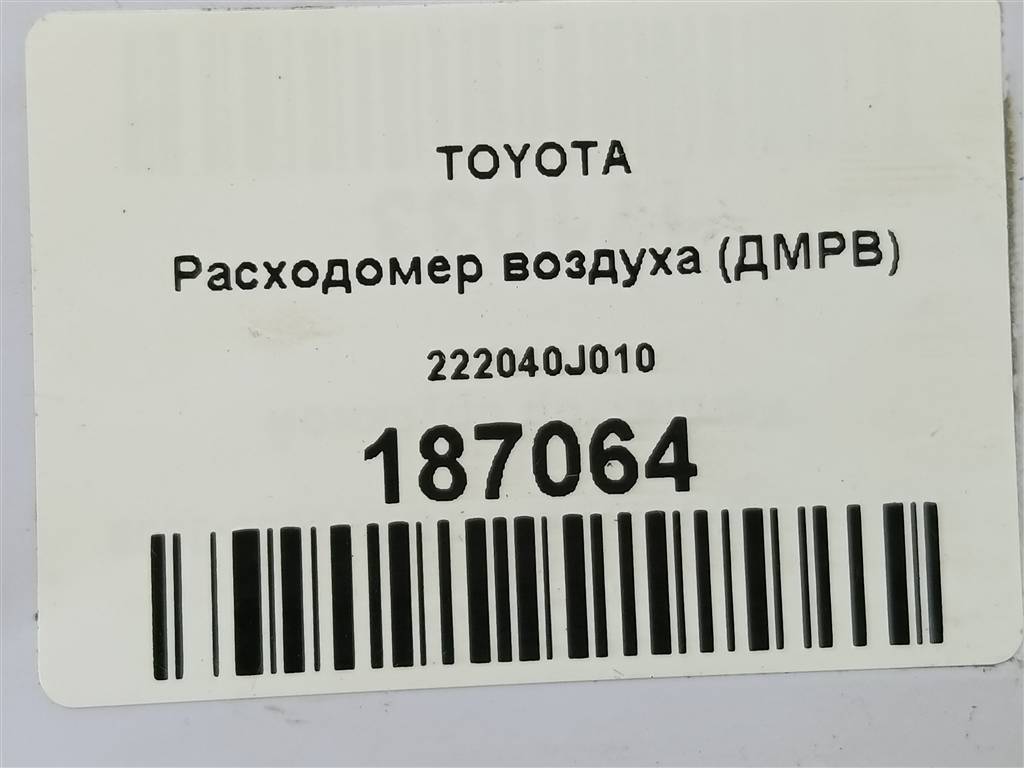 TOYOTA
Расходомер воздуха (ДМРВ)
222040J010
187064